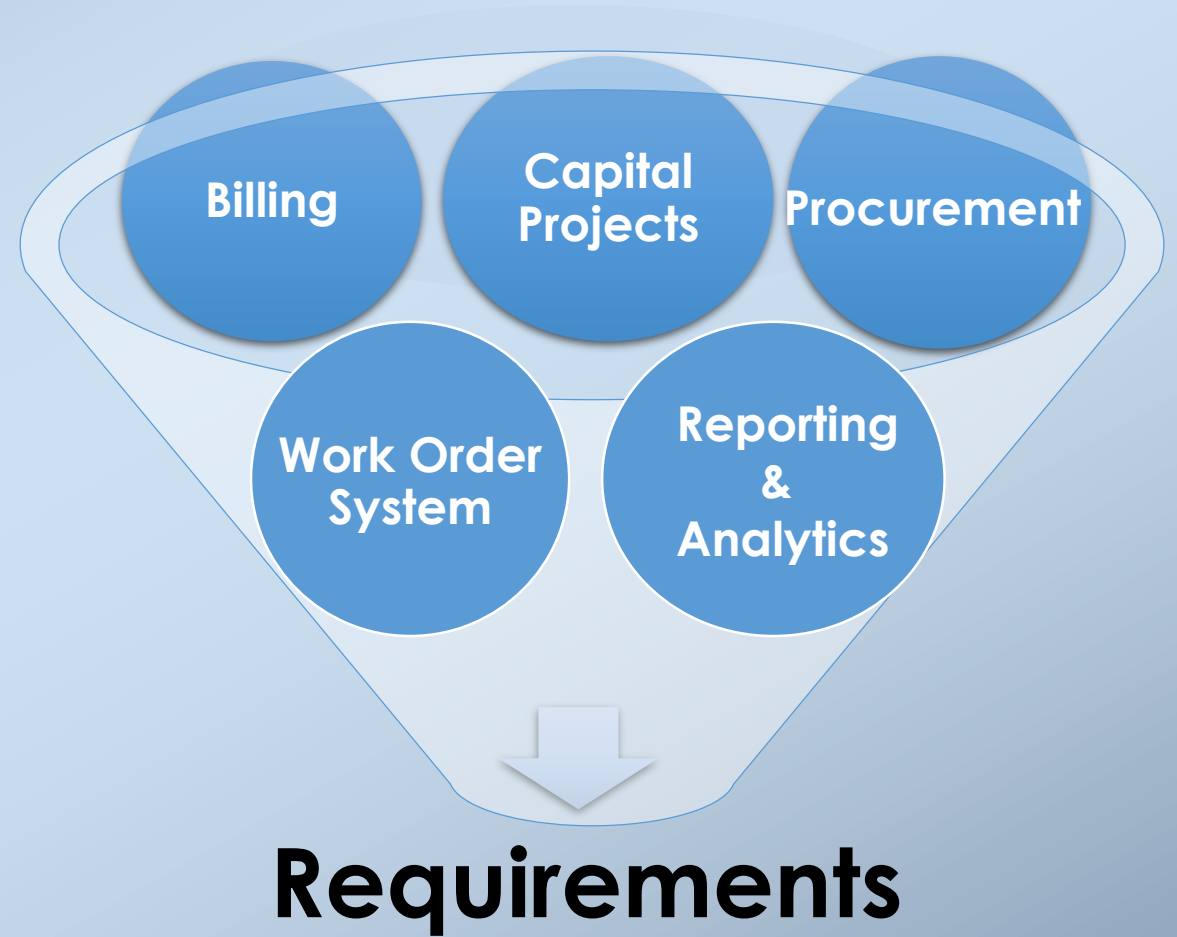 Billing
Capital
Projects
Procurement
Work Order
System
Reporting
&
Analytics
Requirements